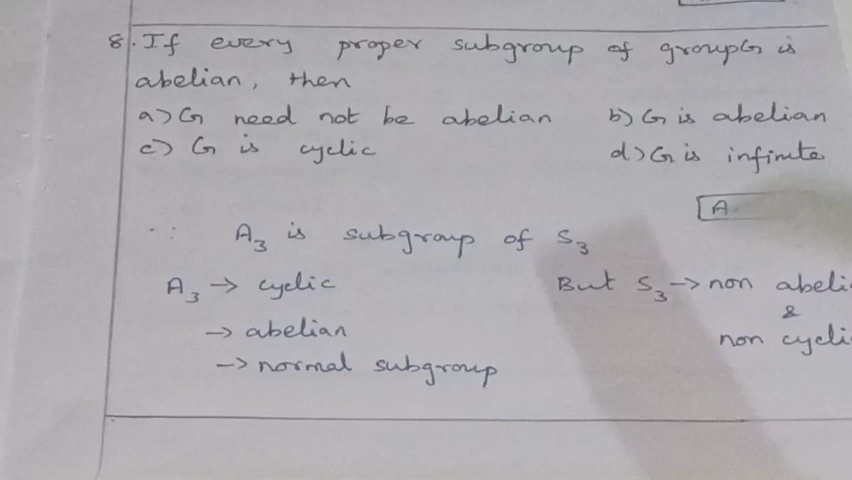 8. If every proper subgroup of group G is
abelian, then
a) G need not be abelian b) G is abelian
c) G is cyclic d) G is infinite
A
∵ A₃ is subgroup of S₃
A₃ → cyclic But S₃ → non abeli
&
→ abelian non cyclic
→ normal subgroup